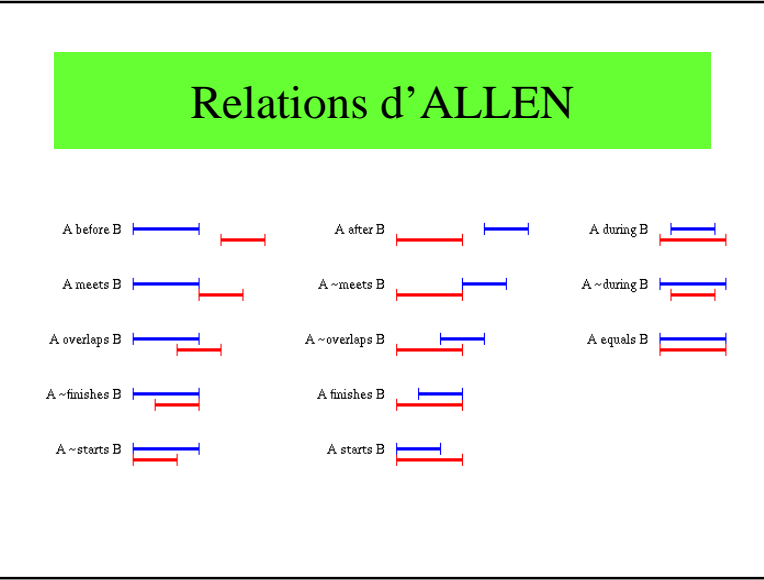 Relations d'ALLEN
A before B
A after B
A during B
A meets B
A ~meets B
A ~during B
A overlaps B
A ~overlaps B
A equals B
A ~finishes B
A finishes B
A ~starts B
A starts B